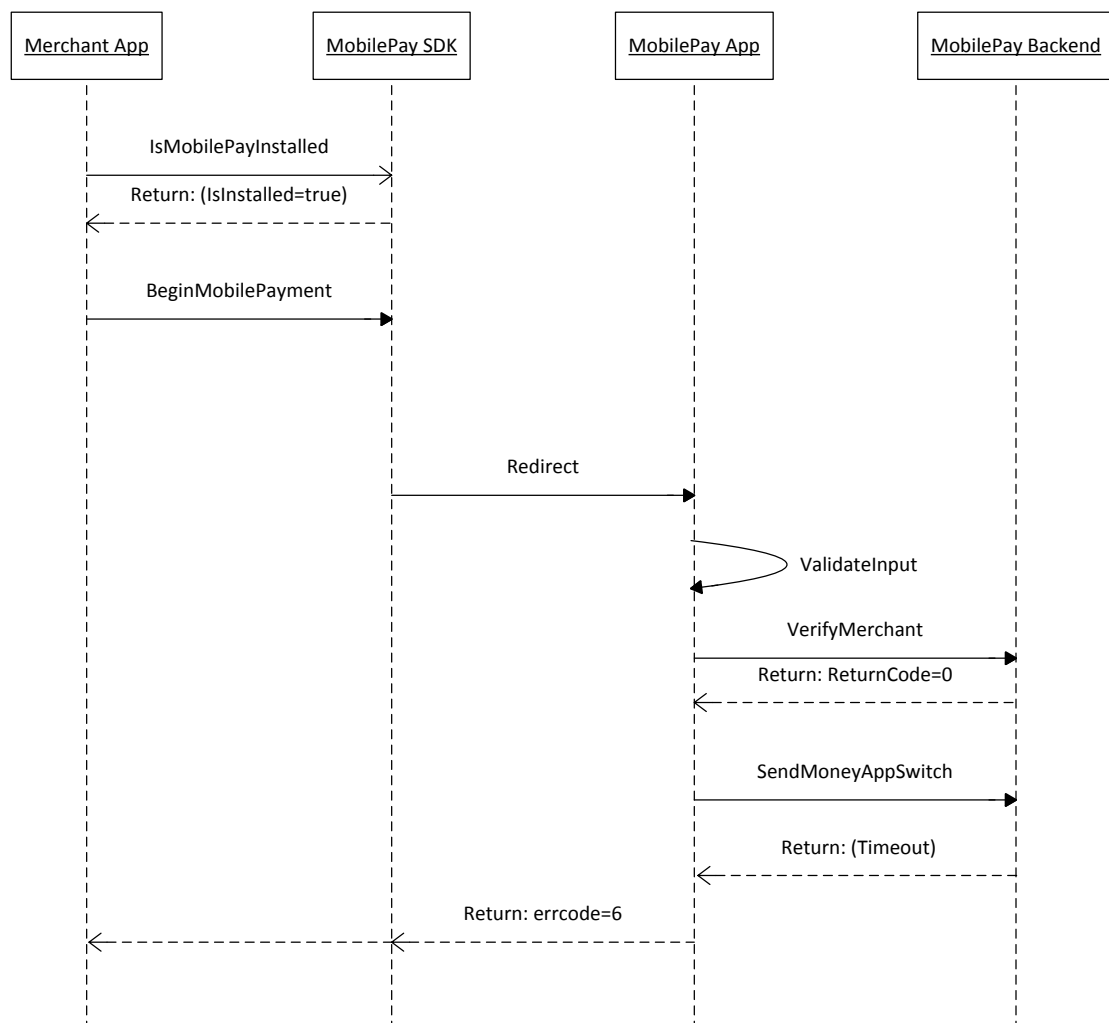 Merchant App
MobilePay SDK
MobilePay App
MobilePay Backend
IsMobilePayInstalled
Return: (IsInstalled=true)
BeginMobilePayment
Redirect
ValidateInput
VerifyMerchant
Return: ReturnCode=0
SendMoneyAppSwitch
Return: (Timeout)
Return: errcode=6